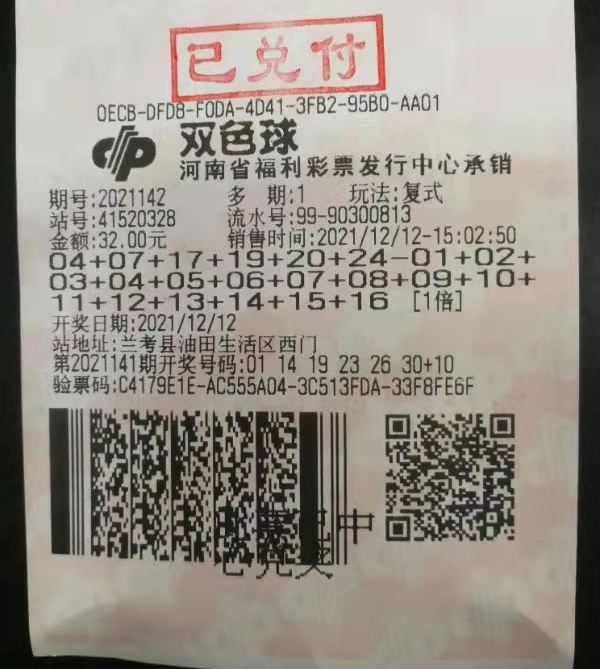 已兑付
0ECB-DFD8-F0DA-4D41-3FB2-95B0-AA01
双色球
河南省福利彩票发行中心承销
期号:2021142 多 期:1 玩法:复式
站号:41520328 流水号:99-90300813
金额:32.00元 销售时间:2021/12/12-15:02:50
04+07+17+19+20+24-01+02+
03+04+05+06+07+08+09+10+
11+12+13+14+15+16 [1倍]
开奖日期:2021/12/12
站地址:兰考县油田生活区西门
第2021141期开奖号码:01 14 19 23 26 30+10
验票码:C4179E1E-AC555A04-3C513FDA-33F8FE6F
中
已兑奖